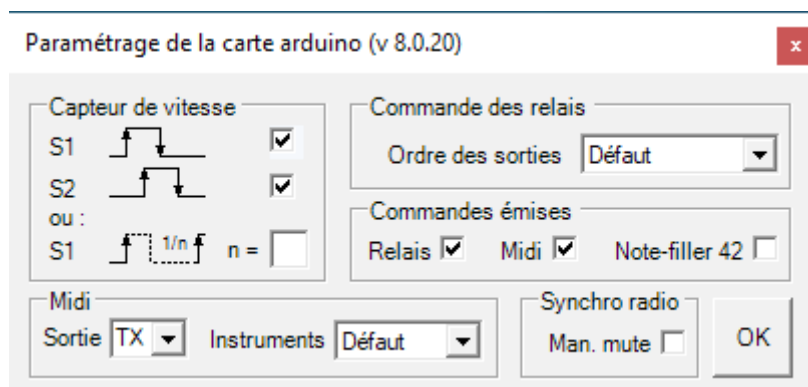 Paramétrage de la carte arduino (v 8.0.20)
x
Capteur de vitesse
S1
S2
ou :
S1 1/n n =
Commande des relais
Ordre des sorties Défaut
Commandes émises
Relais Midi Note-filler 42
Midi
Sortie TX Instruments Défaut
Synchro radio
Man. mute
OK